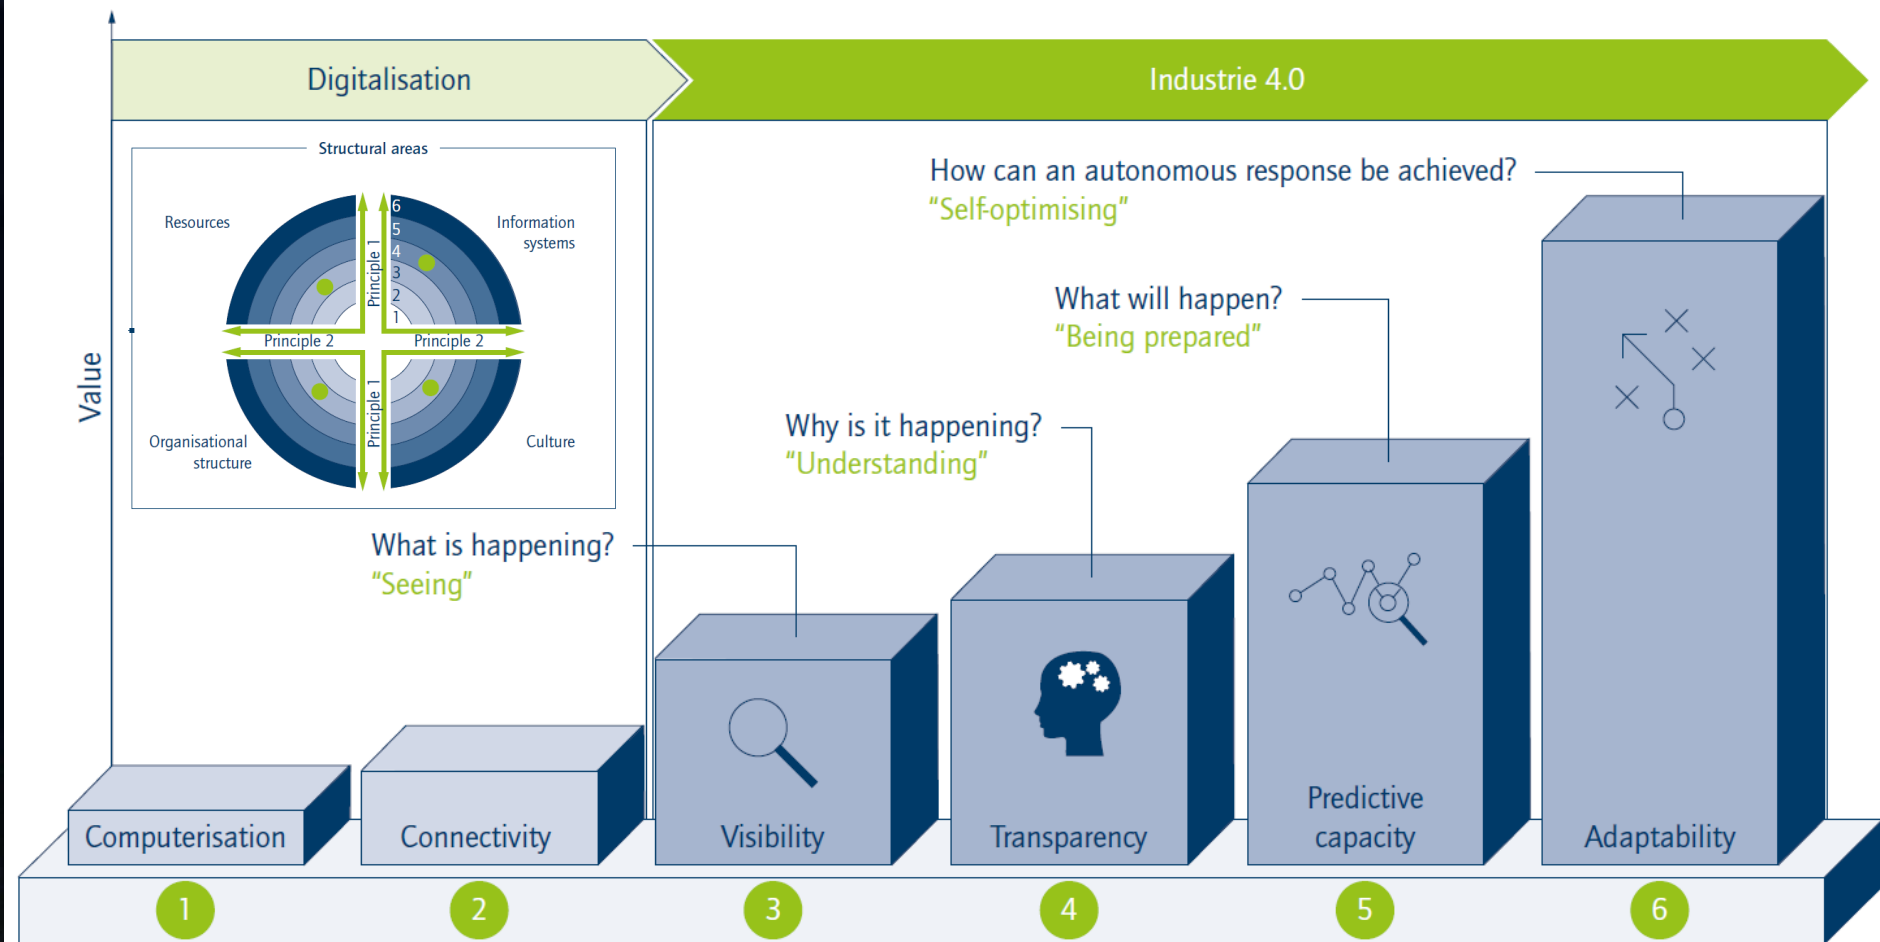 Digitalisation
Industrie 4.0
Structural areas
Resources
Information
systems
6
5
4
3
2
1
Principle 1
Principle 2
Principle 2
Principle 1
Organisational
structure
Culture
Value
How can an autonomous response be achieved?
“Self-optimising”
What will happen?
“Being prepared”
Why is it happening?
“Understanding”
What is happening?
“Seeing”
Computerisation
Connectivity
Visibility
Transparency
Predictive
capacity
Adaptability
1
2
3
4
5
6